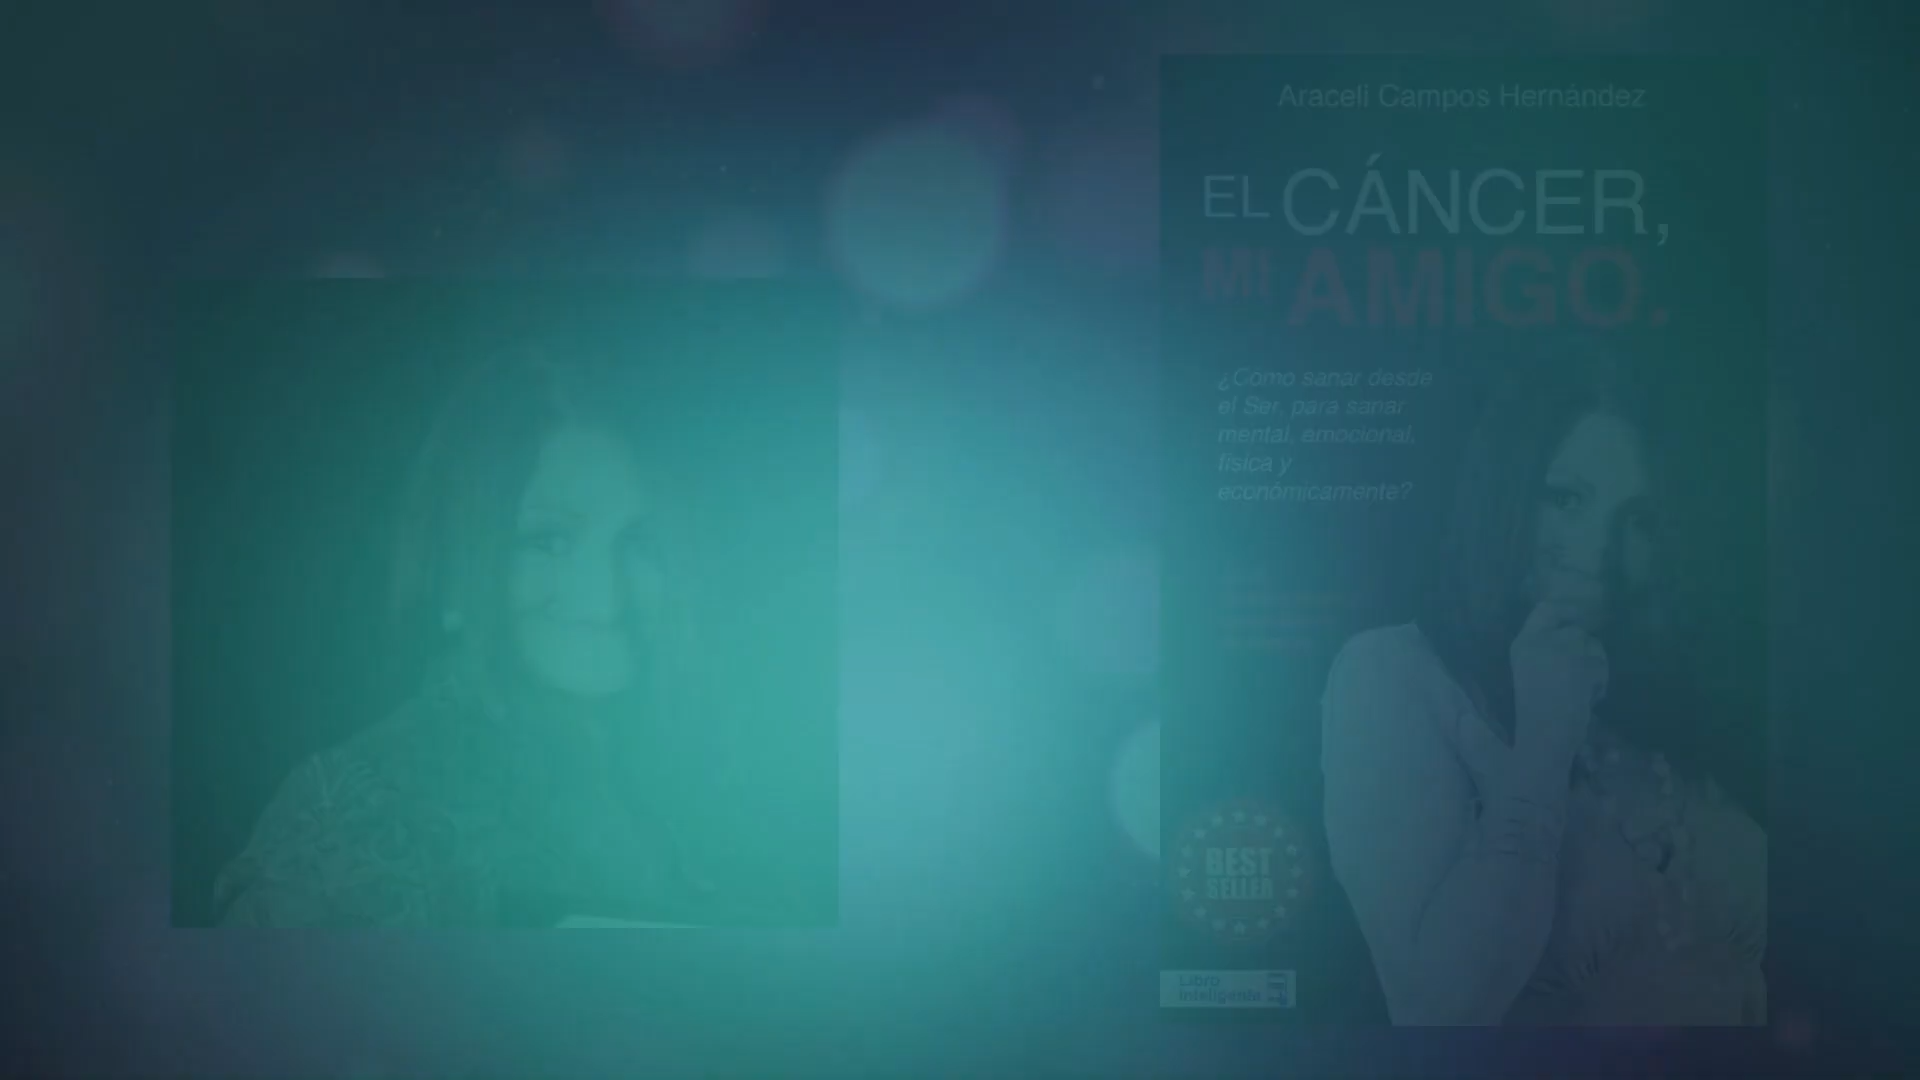 Araceli Campos Hernández
EL CÁNCER,
MI AMIGO.
¿Cómo sanar desde
el Ser, para sanar
mental, emocional,
física y
económicamente?
BEST
SELLER
Libro
inteligente